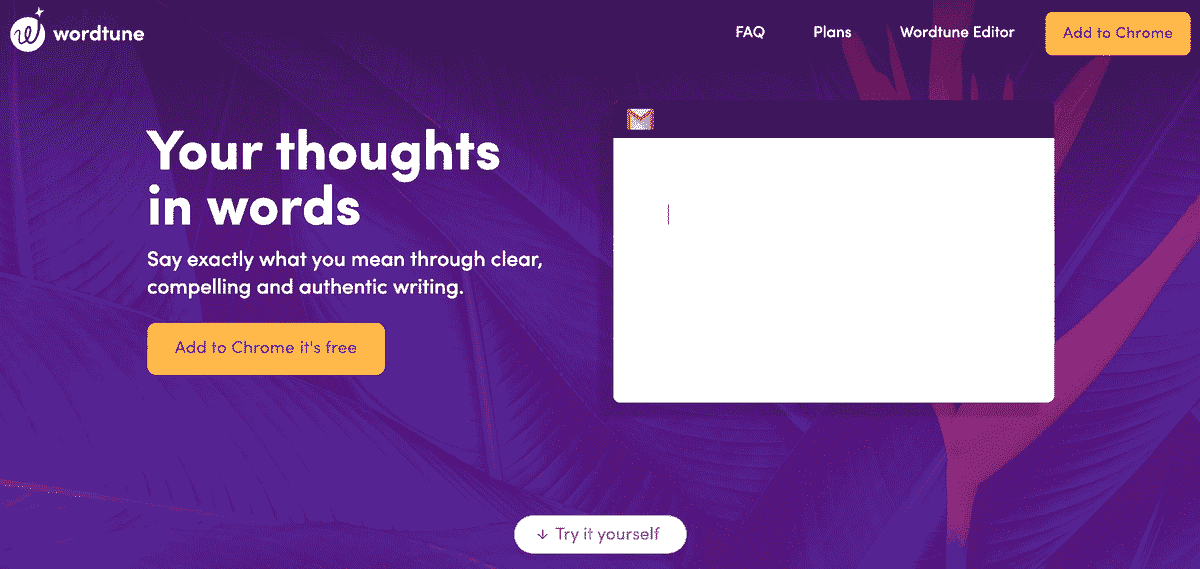 wordtune
FAQ
Plans
Wordtune Editor
Add to Chrome
Your thoughts
in words
Say exactly what you mean through clear,
compelling and authentic writing.
Add to Chrome it's free
↓ Try it yourself